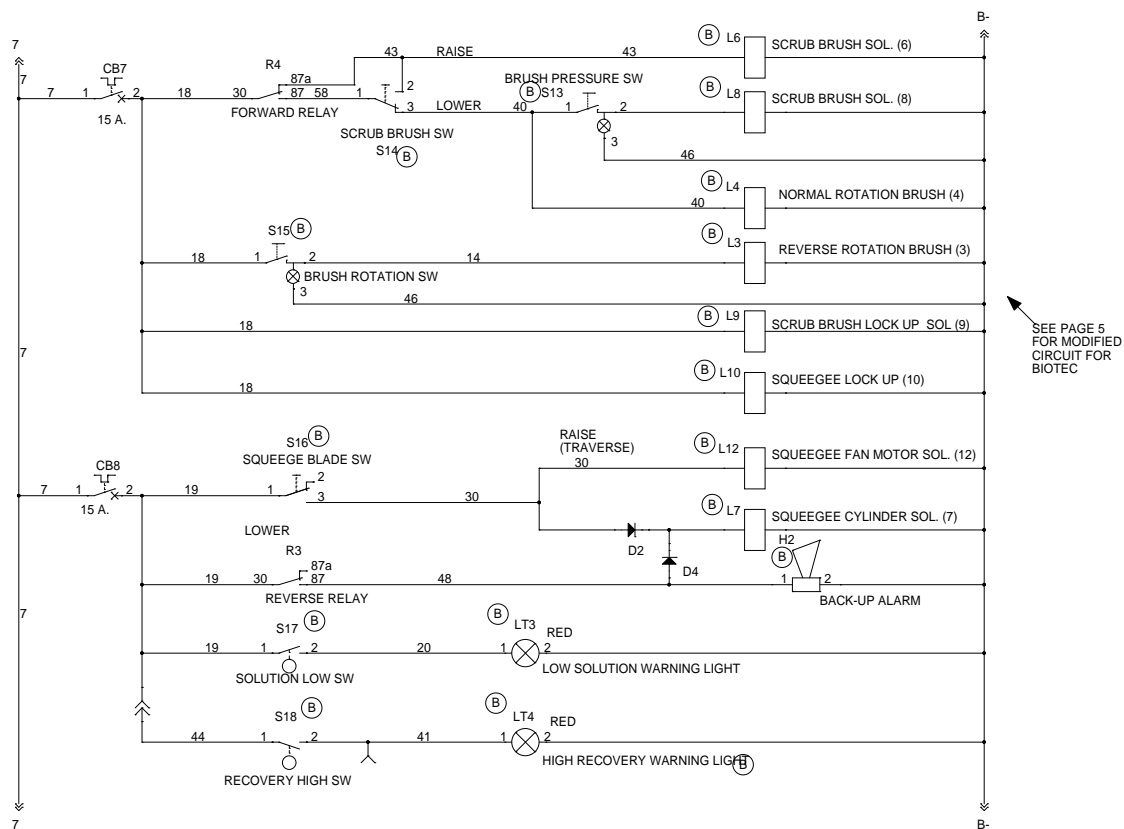 7
B-
7
CB7
7
1
2
15 A.
18
R4
30
87a
87
58
FORWARD RELAY
43
RAISE
43
1
2
3
LOWER
SCRUB BRUSH SW
S14
B
BRUSH PRESSURE SW
B
S13
40
1
2
3
46
B
L6
SCRUB BRUSH SOL. (6)
B
L8
SCRUB BRUSH SOL. (8)
B
L4
40
NORMAL ROTATION BRUSH (4)
S15
B
18
1
2
14
BRUSH ROTATION SW
3
46
B
L3
REVERSE ROTATION BRUSH (3)
18
B
L9
SCRUB BRUSH LOCK UP SOL (9)
SEE PAGE 5
FOR MODIFIED
CIRCUIT FOR
BIOTEC
7
18
B
L10
SQUEEGEE LOCK UP (10)
CB8
7
1
2
15 A.
19
S16
B
SQUEEGE BLADE SW
1
2
3
30
LOWER
RAISE
(TRAVERSE)
30
B
L12
SQUEEGEE FAN MOTOR SOL. (12)
B
L7
SQUEEGEE CYLINDER SOL. (7)
D2
D4
R3
19
30
87a
87
48
REVERSE RELAY
H2
B
1
2
BACK-UP ALARM
7
S17
B
19
1
2
20
SOLUTION LOW SW
B
LT3
RED
1
2
LOW SOLUTION WARNING LIGHT
S18
B
44
1
2
41
RECOVERY HIGH SW
B
LT4
RED
1
2
HIGH RECOVERY WARNING LIGHT
B
7
B-